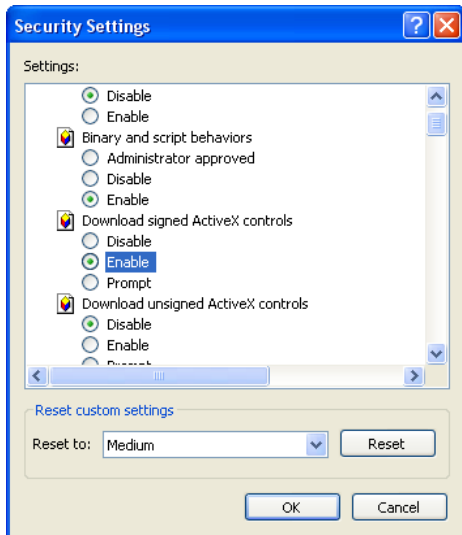 Security Settings
Settings:
Disable
Enable
Binary and script behaviors
Administrator approved
Disable
Enable
Download signed ActiveX controls
Disable
Enable
Prompt
Download unsigned ActiveX controls
Disable
Enable
Prompt
Reset custom settings
Reset to: Medium Reset
OK Cancel